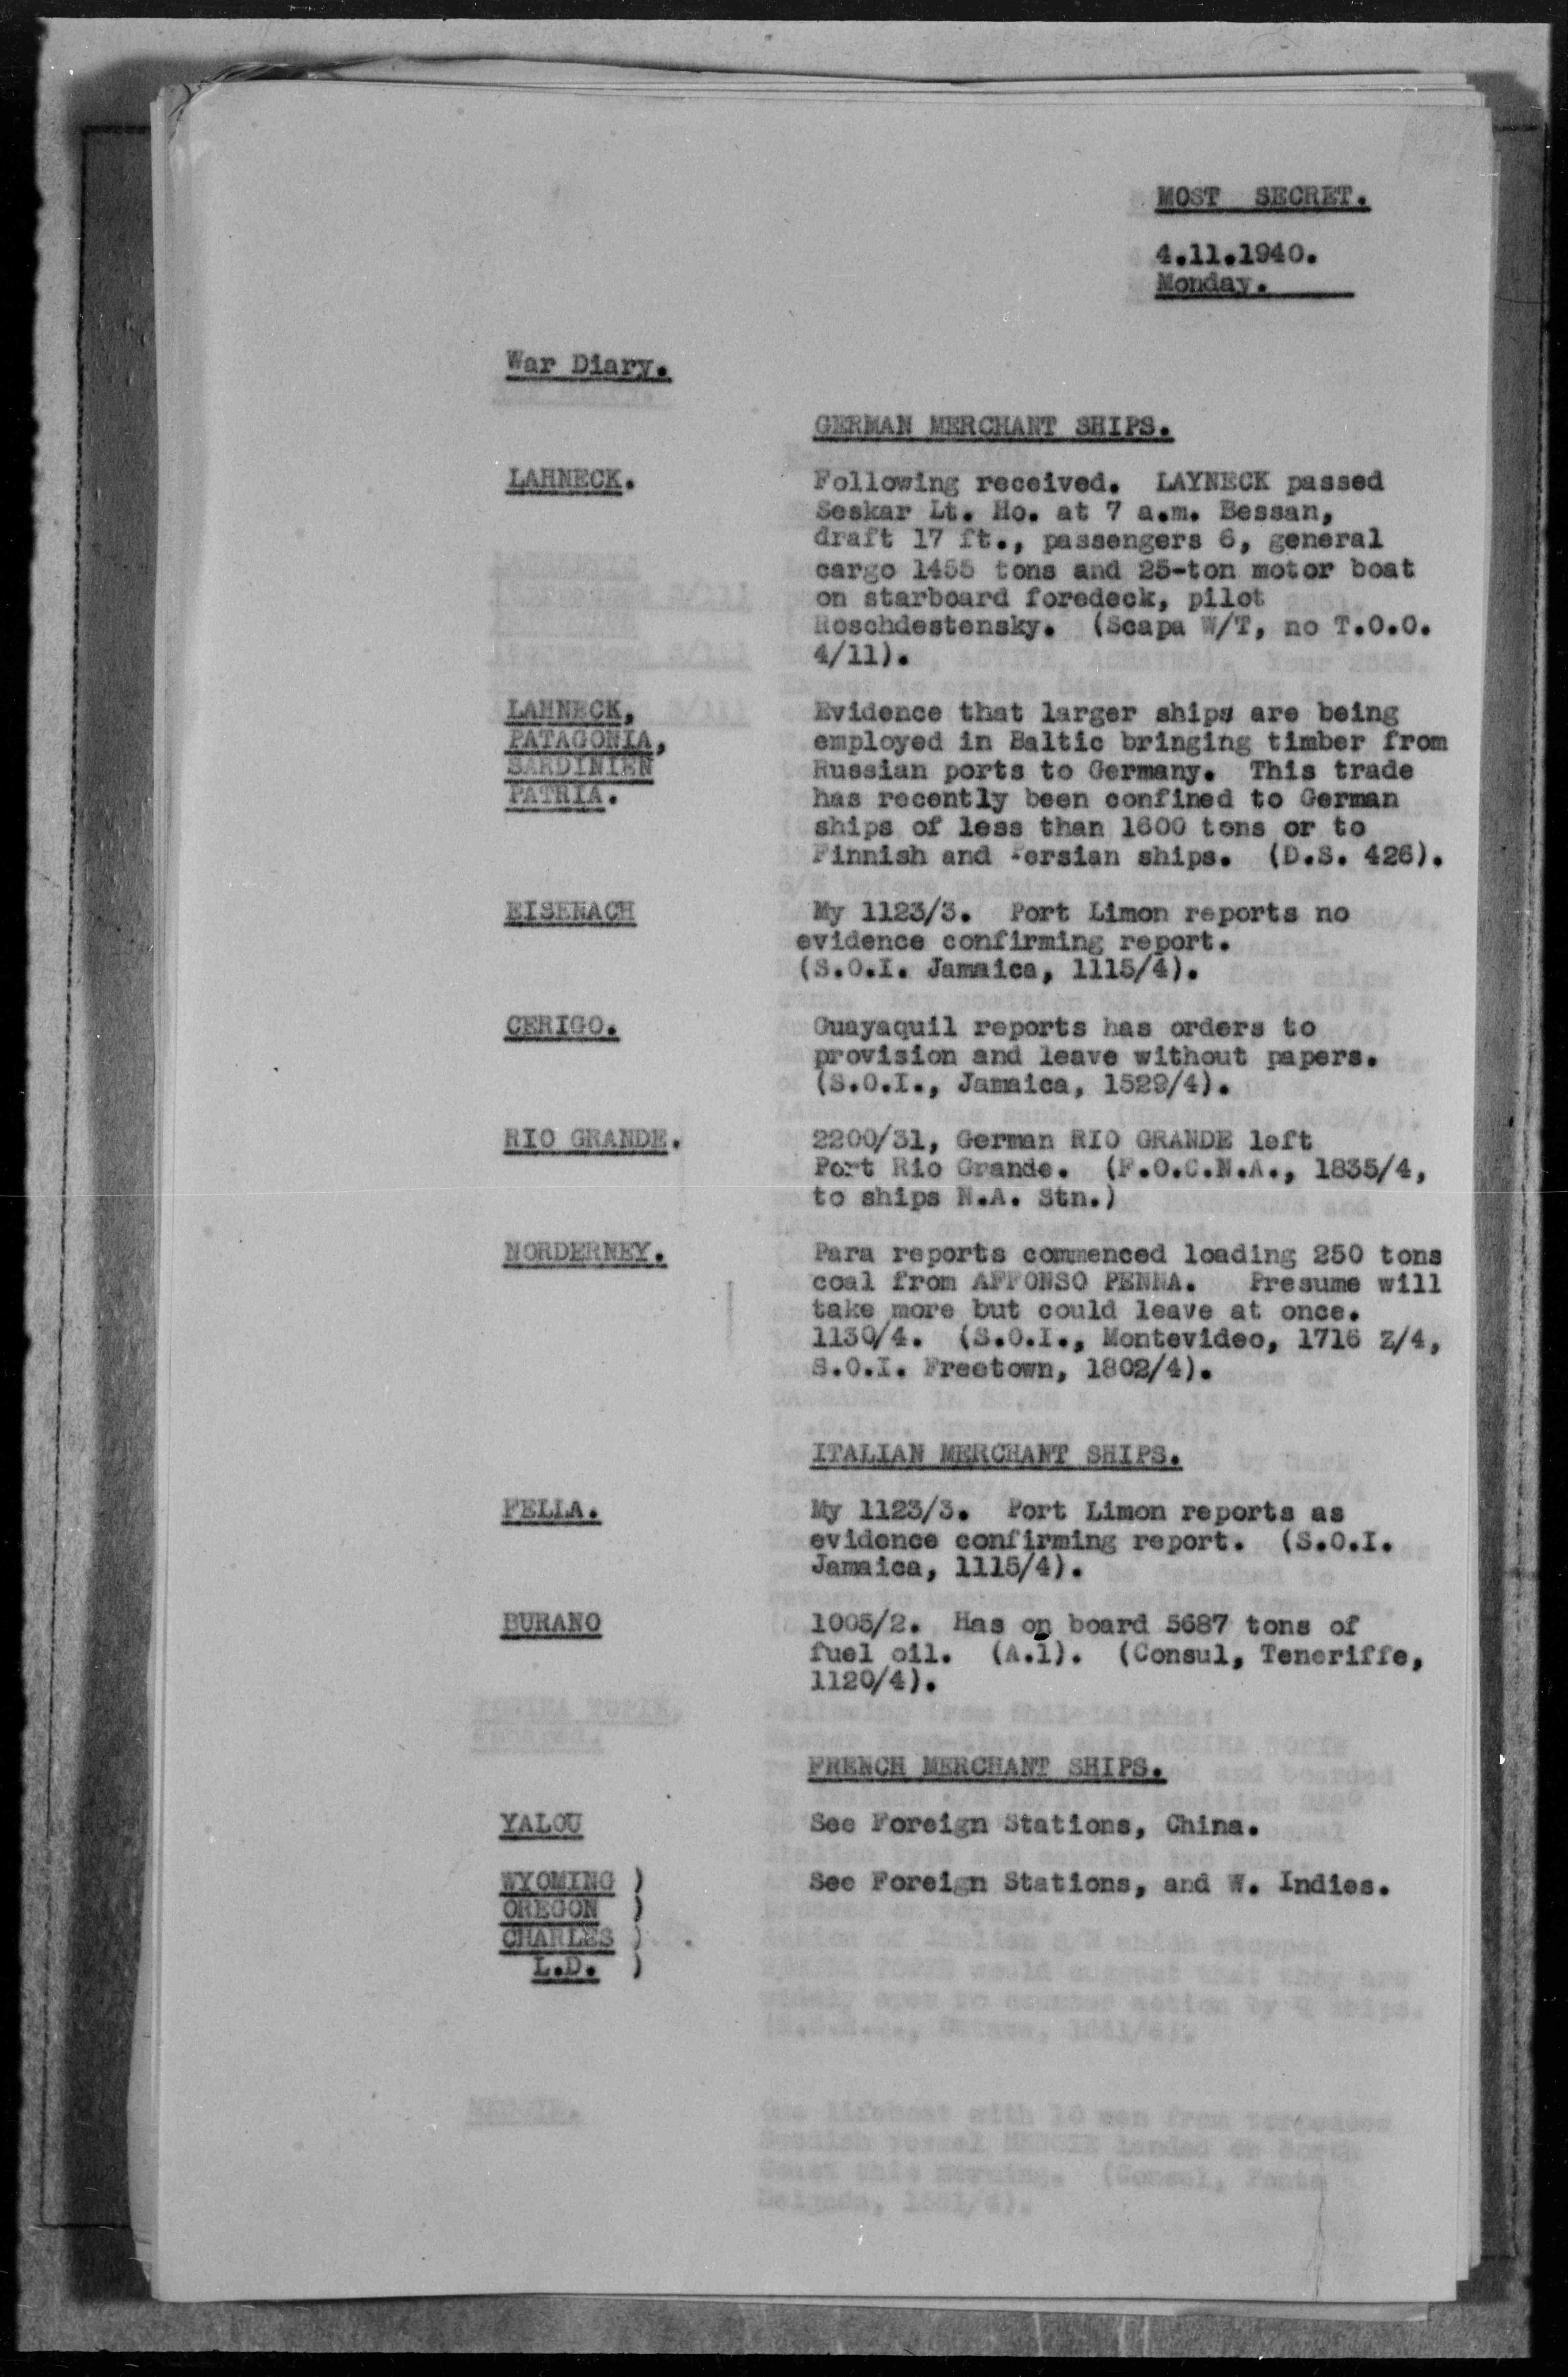 MOST SECRET.
4.11.1940.
Monday.
War Diary.
GERMAN MERCHANT SHIPS.
LAHNECK.
Following received. LAYNECK passed
Seskar Lt. Ho. at 7 a.m. Bessan,
draft 17 ft., passengers 6, general
cargo 1455 tons and 25-ton motor boat
on starboard foredeck, pilot
Roschdestensky. (Scapa W/T, no T.O.O.
4/11).
LAHNECK,
PATAGONIA,
SARDINIEN
PATRIA.
Evidence that larger ships are being
employed in Baltic bringing timber from
Russian ports to Germany. This trade
has recently been confined to German
ships of less than 1600 tons or to
Finnish and ersian ships. (D.S. 426).
EISENACH
My 1123/3. Port Limon reports no
evidence confirming report.
(S.O.I. Jamaica, 1115/4).
CERIGO.
Guayaquil reports has orders to
provision and leave without papers.
(S.O.I., Jamaica, 1529/4).
RIO GRANDE.
2200/31, German RIO GRANDE left
Port Rio Grande. (F.O.C.N.A., 1835/4,
to ships N.A. Stn.)
NORDERNEY.
Para reports commenced loading 250 tons
coal from AFFONSO PENNA. Presume will
take more but could leave at once.
1130/4. (S.O.I., Montevideo, 1716 Z/4,
S.O.I. Freetown, 1802/4).
ITALIAN MERCHANT SHIPS.
FELLA.
My 1123/3. Port Limon reports as
evidence confirming report. (S.O.I.
Jamaica, 1115/4).
BURANO
1005/2. Has on board 5687 tons of
fuel oil. (A.1). (Consul, Teneriffe,
1120/4).
FRENCH MERCHANT SHIPS.
YALOU
See Foreign Stations, China.
WYOMING )
OREGON )
CHARLES )
L.D. )
See Foreign Stations, and W. Indies.